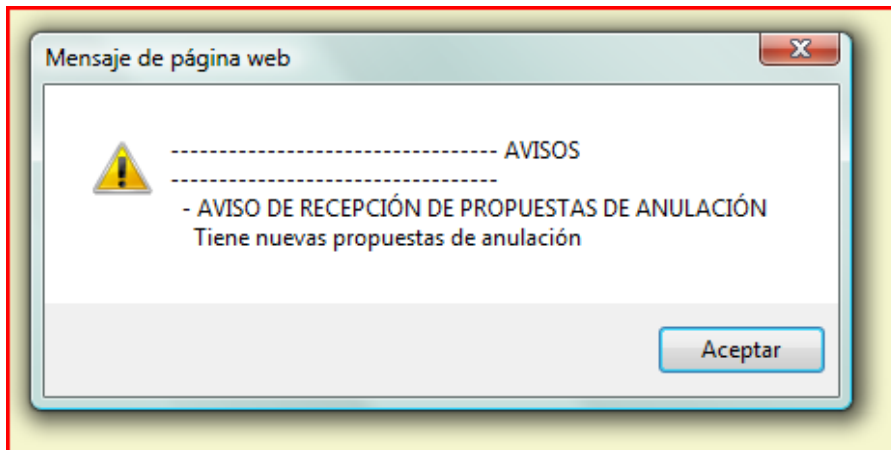 Mensaje de página web
---------------------------------- AVISOS
----------------------------------
- AVISO DE RECEPCIÓN DE PROPUESTAS DE ANULACIÓN
Tiene nuevas propuestas de anulación
Aceptar